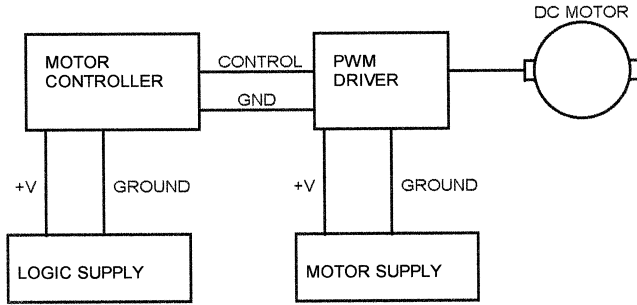 DC MOTOR
MOTOR
CONTROLLER
CONTROL
GND
PWM
DRIVER
+V
GROUND
+V
GROUND
LOGIC SUPPLY
MOTOR SUPPLY